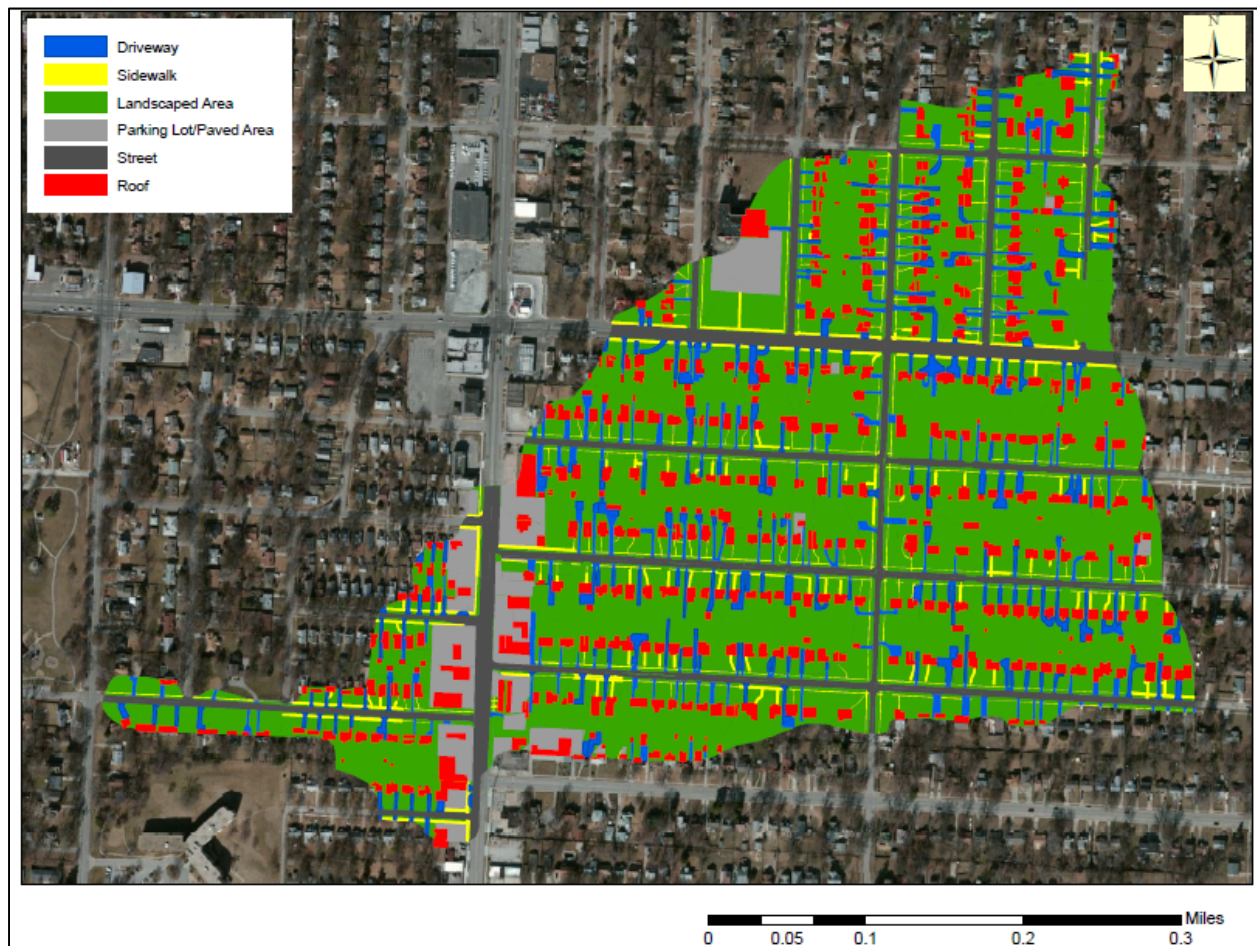 N
Driveway
Sidewalk
Landscaped Area
Parking Lot/Paved Area
Street
Roof
Miles
0 0.05 0.1 0.2 0.3